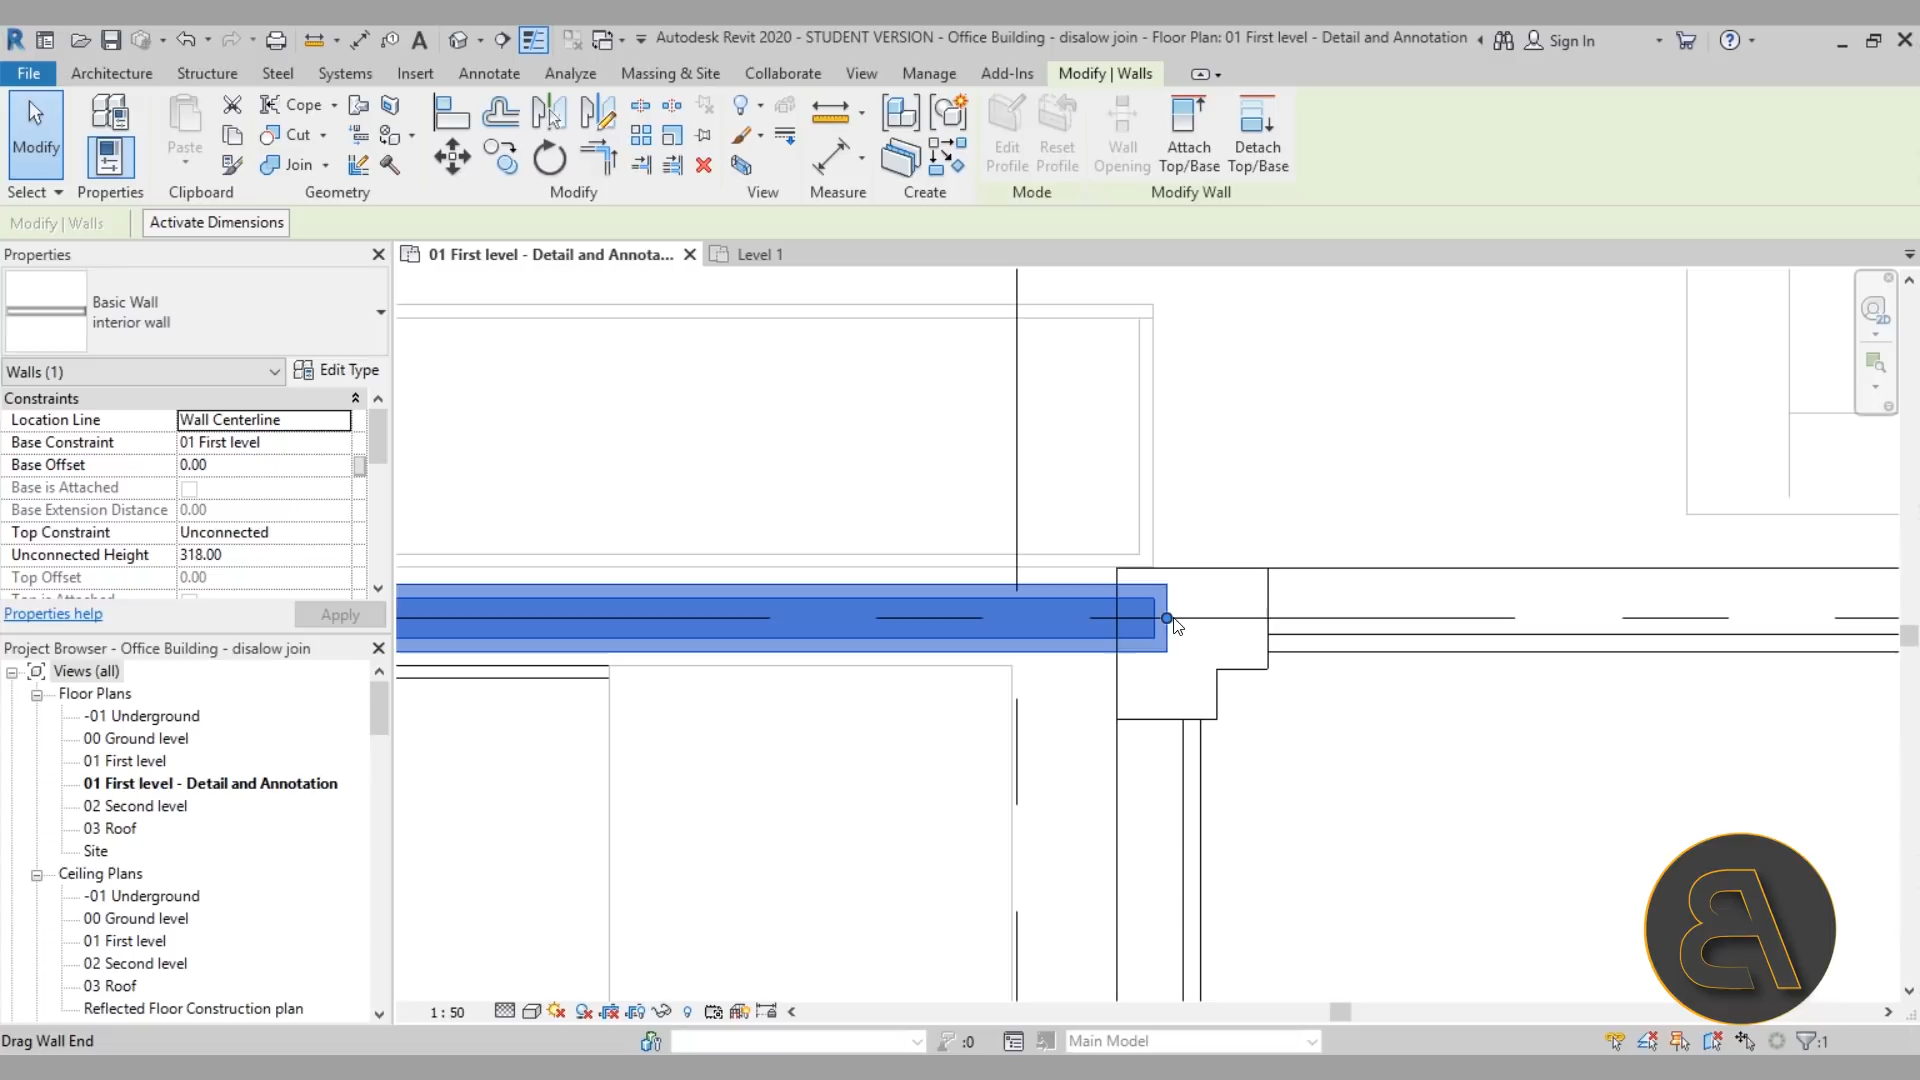 Autodesk Revit 2020 - STUDENT VERSION - Office Building - disalow join - Floor Plan: 01 First level - Detail and Annotation
Sign In
File Architecture Structure Steel Systems Insert Annotate Analyze Massing & Site Collaborate View Manage Add-Ins Modify | Walls
Modify
Paste
Cope
Cut
Join
Edit Profile
Reset Profile
Wall Opening
Attach Top/Base
Detach Top/Base
Select Properties Clipboard Geometry Modify View Measure Create Mode Modify Wall
Modify | Walls Activate Dimensions
Properties
01 First level - Detail and Annota...
Level 1
Basic Wall
interior wall
Walls (1) Edit Type
Constraints
Location Line Wall Centerline
Base Constraint 01 First level
Base Offset 0.00
Base is Attached
Base Extension Distance 0.00
Top Constraint Unconnected
Unconnected Height 318.00
Top Offset 0.00
Properties help Apply
Project Browser - Office Building - disalow join
Views (all)
Floor Plans
-01 Underground
00 Ground level
01 First level
01 First level - Detail and Annotation
02 Second level
03 Roof
Site
Ceiling Plans
-01 Underground
00 Ground level
01 First level
02 Second level
03 Roof
Reflected Floor Construction plan
2D
1 : 50
Drag Wall End
:0
Main Model
:1